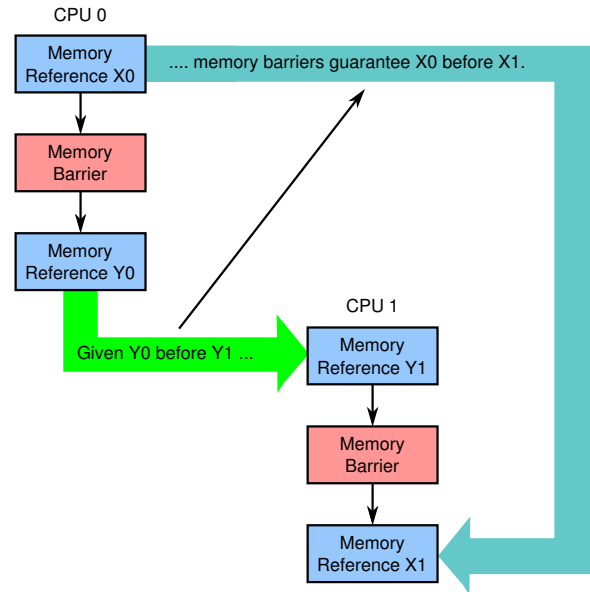 CPU 0
Memory
Reference X0
.... memory barriers guarantee X0 before X1.
Memory
Barrier
Memory
Reference Y0
CPU 1
Given Y0 before Y1 ...
Memory
Reference Y1
Memory
Barrier
Memory
Reference X1